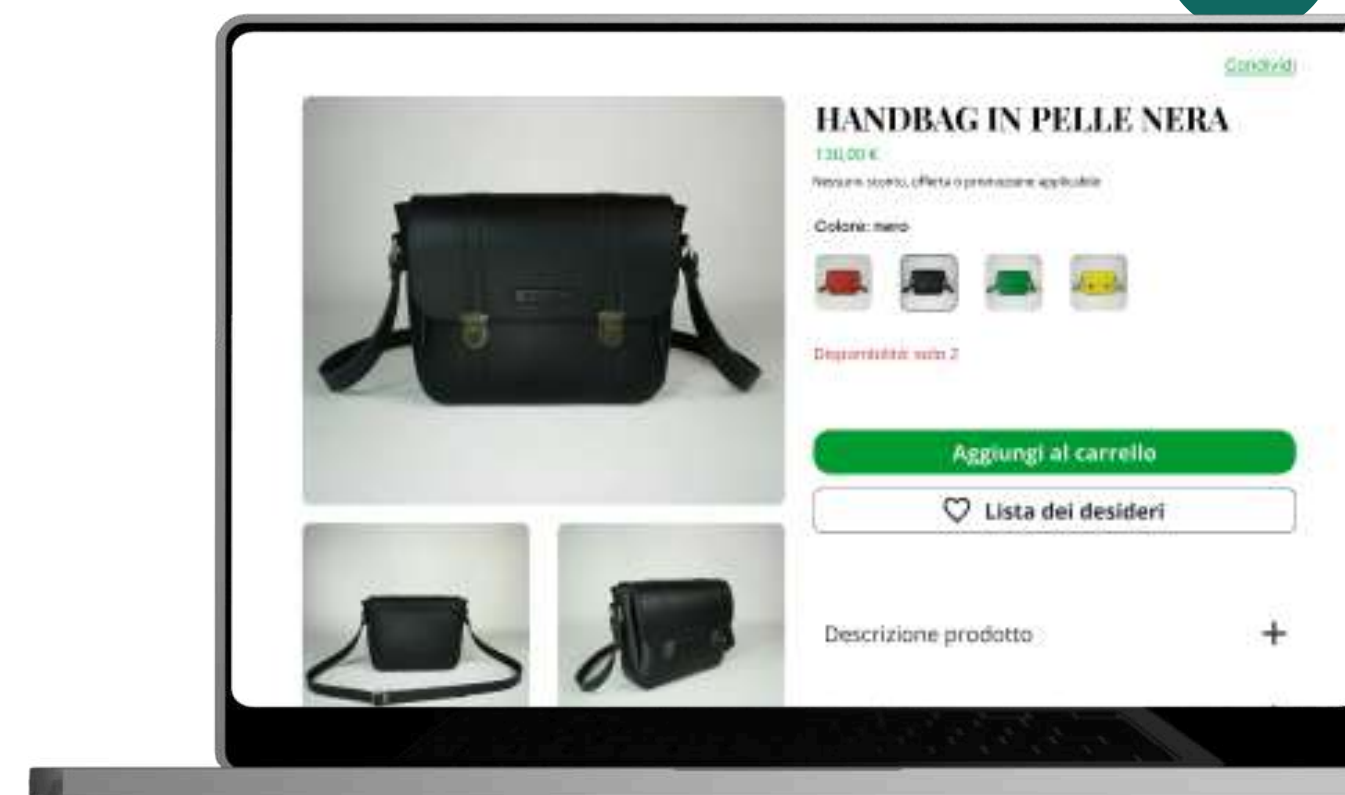 Condividi
HANDBAG IN PELLE NERA
130,00 €
Nessuno sconto, offerta o promozione applicabile
Colore: nero
Disponibilità: solo 2
Aggiungi al carrello
Lista dei desideri
Descrizione prodotto